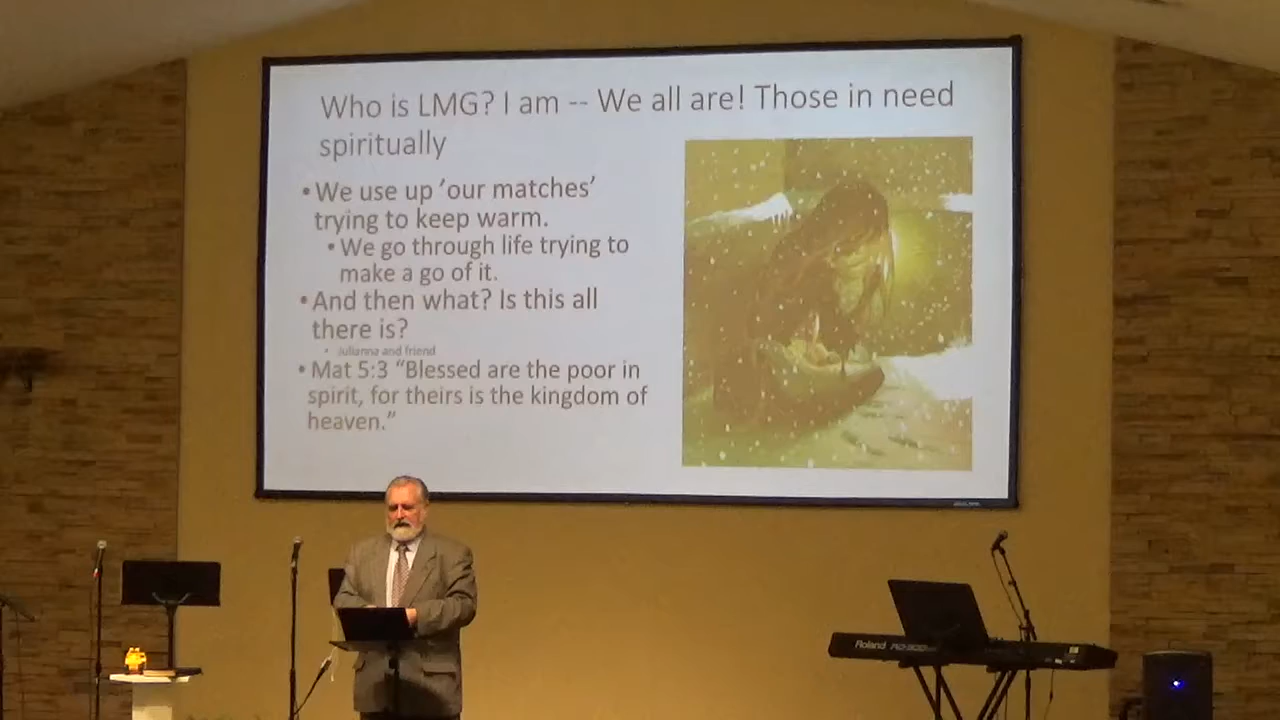 Who is LMG? I am -- We all are! Those in need
spiritually
•We use up ’our matches’
trying to keep warm.
•We go through life trying to
make a go of it.
•And then what? Is this all
there is?
• Julianna and friend
•Mat 5:3 “Blessed are the poor in
spirit, for theirs is the kingdom of
heaven.”
Roland